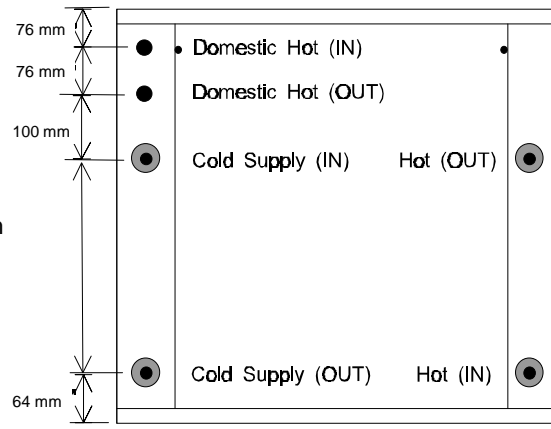 76 mm
Domestic Hot (IN)
76 mm
Domestic Hot (OUT)
100 mm
Cold Supply (IN) Hot (OUT)
Cold Supply (OUT) Hot (IN)
64 mm